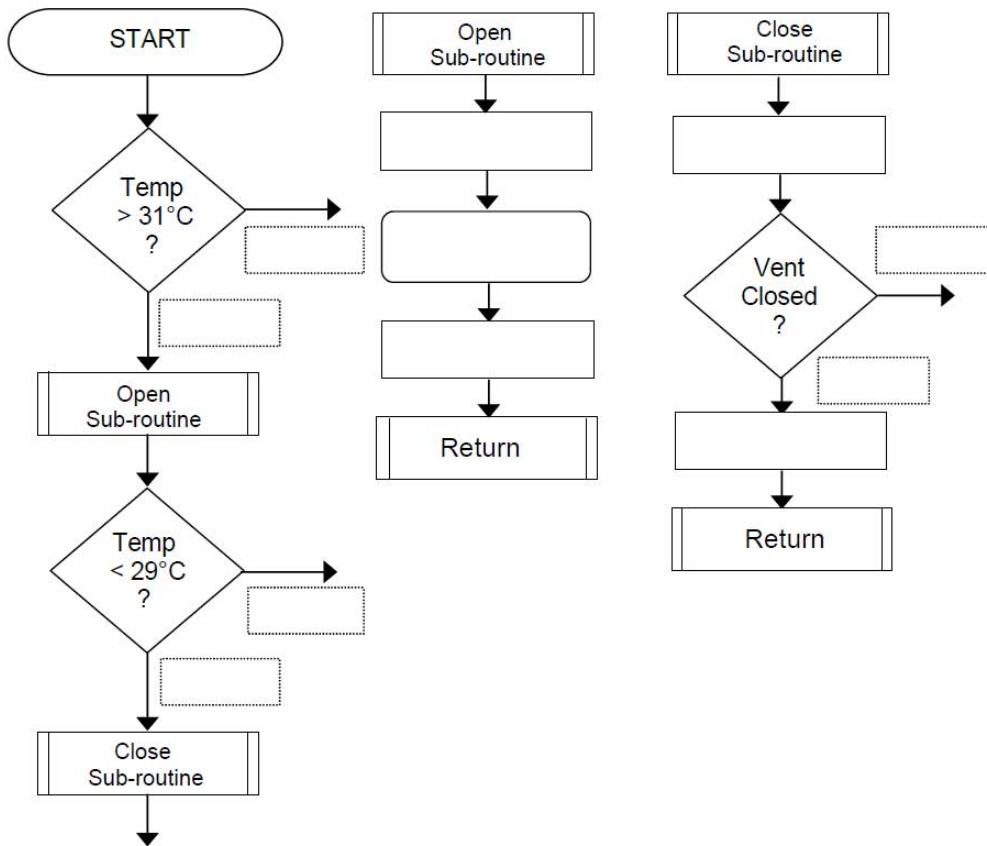 START
Temp
> 31°C
?
Open
Sub-routine
Temp
< 29°C
?
Close
Sub-routine
Open
Sub-routine
Return
Close
Sub-routine
Vent
Closed
?
Return